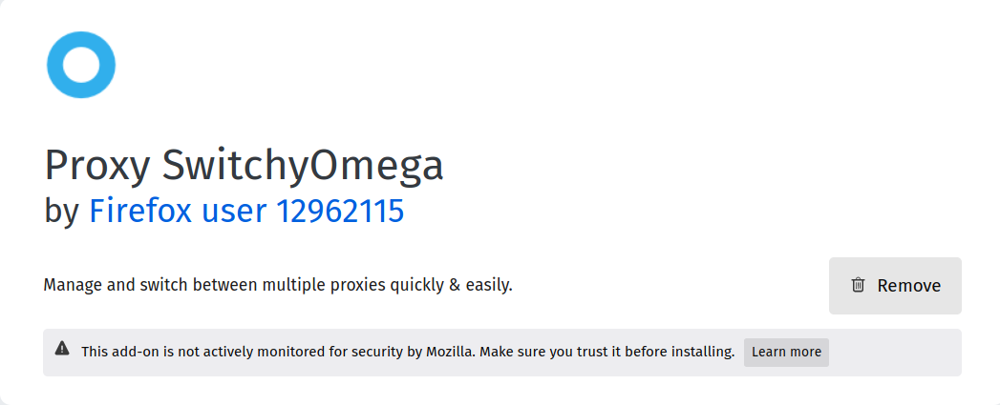 Proxy SwitchyOmega
by Firefox user 12962115
Manage and switch between multiple proxies quickly & easily.
Remove
This add-on is not actively monitored for security by Mozilla. Make sure you trust it before installing.
Learn more